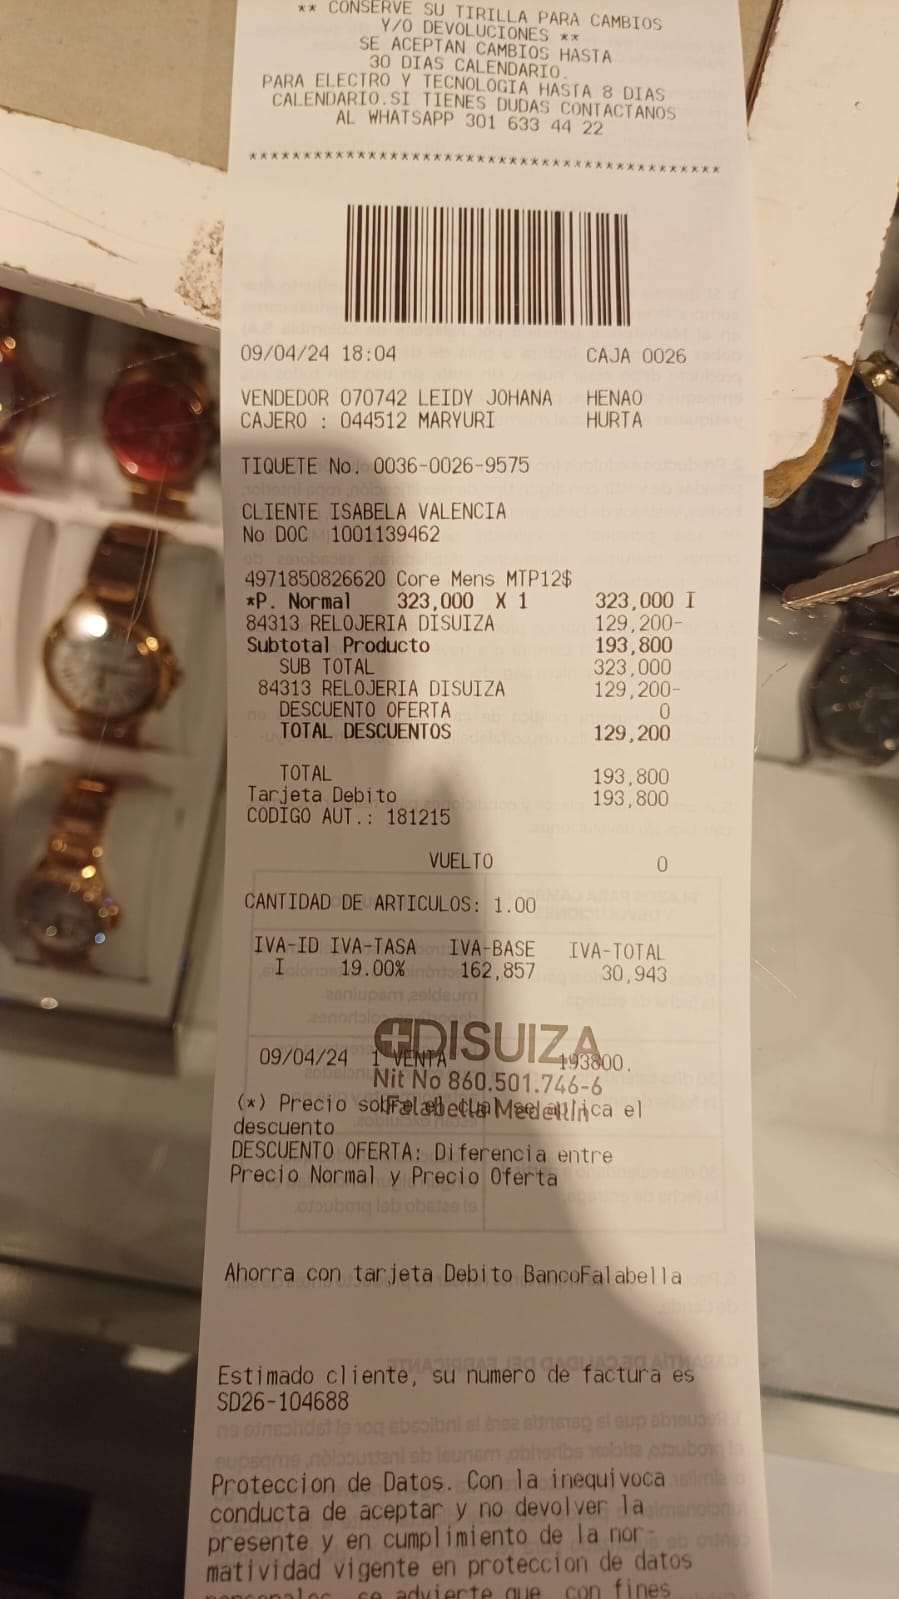 ** CONSERVE SU TIRILLA PARA CAMBIOS
Y/O DEVOLUCIONES **
SE ACEPTAN CAMBIOS HASTA
30 DIAS CALENDARIO.
PARA ELECTRO Y TECNOLOGIA HASTA 8 DIAS
CALENDARIO.SI TIENES DUDAS CONTACTANOS
AL WHATSAPP 301 633 44 22
*******************************************
09/04/24 18:04 CAJA 0026
VENDEDOR 070742 LEIDY JOHANA HENAO
CAJERO : 044512 MARYURI HURTA
TIQUETE No. 0036-0026-9575
CLIENTE ISABELA VALENCIA
No DOC 1001139462
4971850826620 Core Mens MTP12$
*P. Normal 323,000 X 1 323,000 I
84313 RELOJERIA DISUIZA 129,200-
Subtotal Producto 193,800
SUB TOTAL 323,000
84313 RELOJERIA DISUIZA 129,200-
DESCUENTO OFERTA 0
TOTAL DESCUENTOS 129,200
TOTAL 193,800
Tarjeta Debito 193,800
CODIGO AUT.: 181215
VUELTO 0
CANTIDAD DE ARTICULOS: 1.00
IVA-ID IVA-TASA IVA-BASE IVA-TOTAL
I 19.00% 162,857 30,943
DISUIZA
09/04/24 1 VENTA 193800.
Nit No 860.501.746-6
(*) Precio sobre el cual se aplica el
Falabella Medellín
descuento
DESCUENTO OFERTA: Diferencia entre
Precio Normal y Precio Oferta
Ahorra con tarjeta Debito BancoFalabella
Estimado cliente, su numero de factura es
SD26-104688
Proteccion de Datos. Con la inequivoca
conducta de aceptar y no devolver la
presente y en cumplimiento de la nor-
matividad vigente en proteccion de datos
personales, se advierte que, con fines